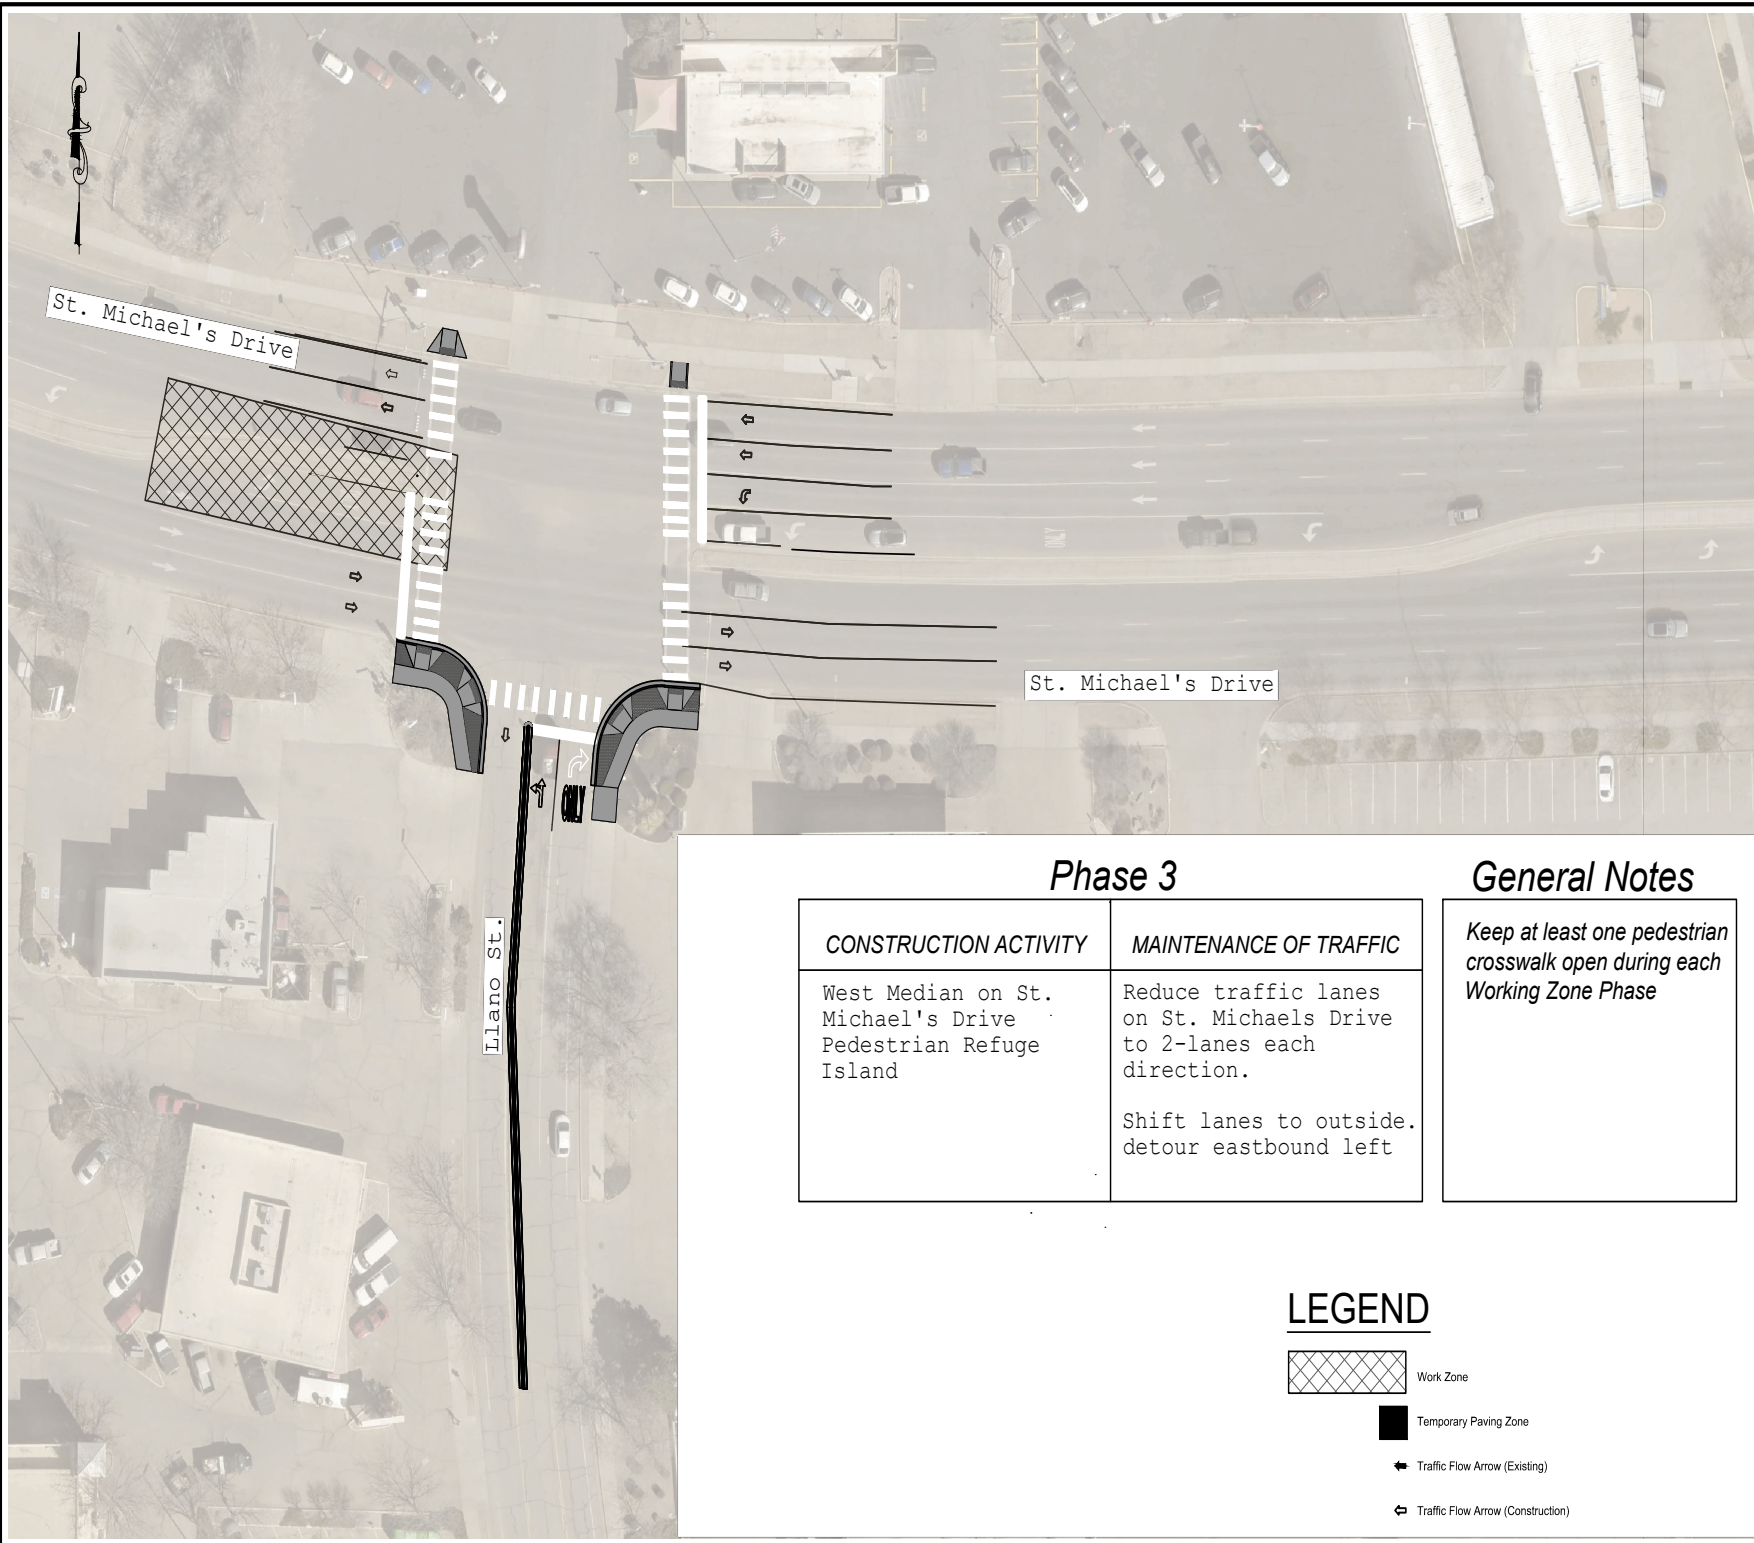 St. Michael's Drive
St. Michael's Drive
ONLY
ONLY
Llano St.
Phase 3
CONSTRUCTION ACTIVITY
West Median on St.
Michael's Drive
Pedestrian Refuge
Island
MAINTENANCE OF TRAFFIC
Reduce traffic lanes
on St. Michaels Drive
to 2-lanes each
direction.
Shift lanes to outside.
detour eastbound left
General Notes
Keep at least one pedestrian
crosswalk open during each
Working Zone Phase
LEGEND
Work Zone
Temporary Paving Zone
Traffic Flow Arrow (Existing)
Traffic Flow Arrow (Construction)